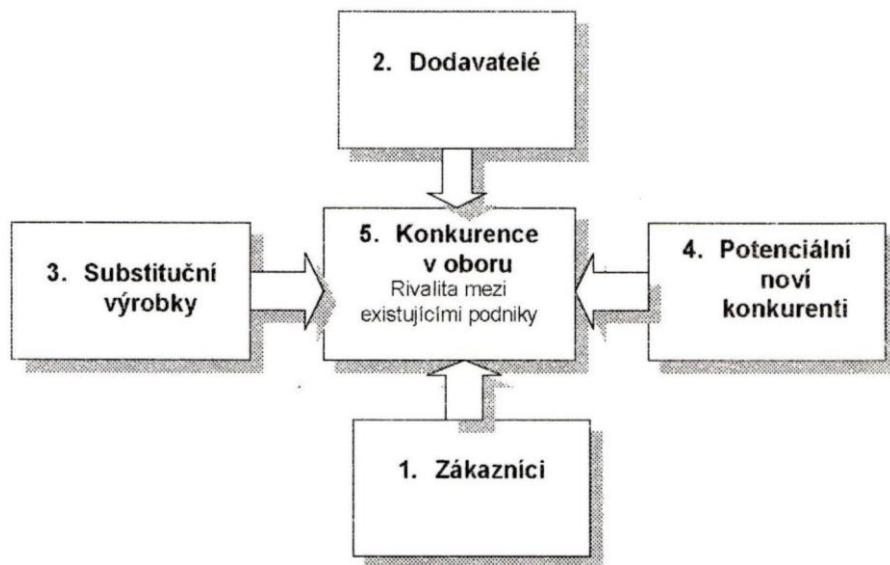 2. Dodavatelé
3. Substituční
výrobky
5. Konkurence
v oboru
Rivalita mezi
existujícími podniky
4. Potenciální
noví
konkurenti
1. Zákazníci